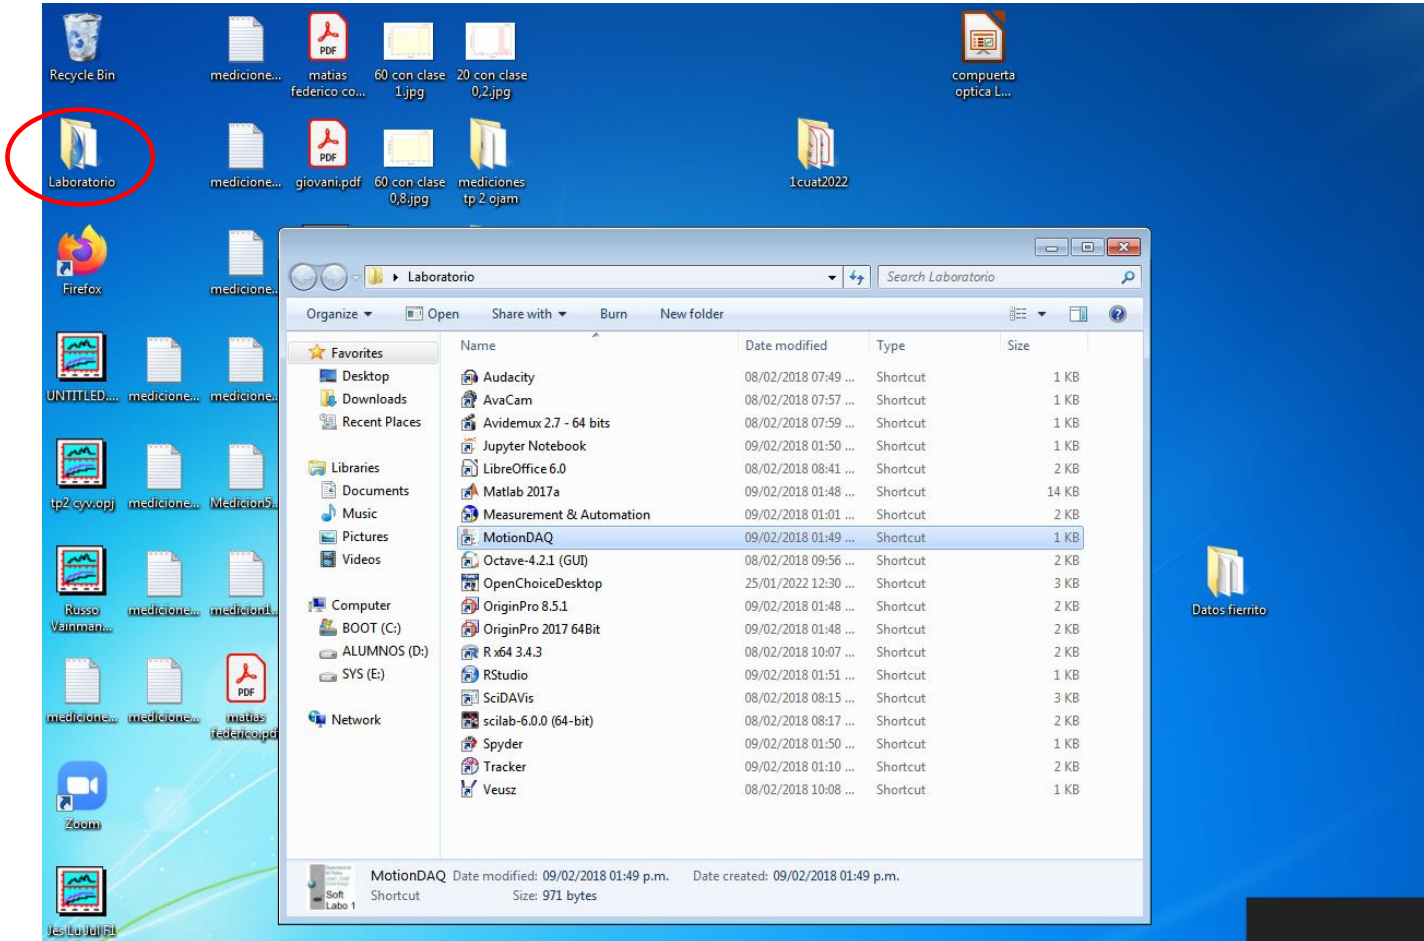 Recycle Bin
medicione...
PDF
matias
federico co...
60 con clase
1.jpg
20 con clase
0,2.jpg
compuerta
optica L...
Laboratorio
medicione...
PDF
giovani.pdf
60 con clase
0,8.jpg
mediciones
tp 2 ojam
1cuat2022
Firefox
medicione...
UNTITLED....
medicione...
medicione...
tp2 cyv.opj
medicione...
Medicion5...
Russo
Vainman...
medicione...
medicion1...
medicione...
medicione...
PDF
matias
federico.pdf
Zoom
Jes Lu Jul F1
Datos fierrito
Laboratorio
Search Laboratorio
Organize
Open
Share with
Burn
New folder
Favorites
Desktop
Downloads
Recent Places
Libraries
Documents
Music
Pictures
Videos
Computer
BOOT (C:)
ALUMNOS (D:)
SYS (E:)
Network
Name Date modified Type Size
Audacity 08/02/2018 07:49 ... Shortcut 1 KB
AvaCam 08/02/2018 07:57 ... Shortcut 1 KB
Avidemux 2.7 - 64 bits 08/02/2018 07:59 ... Shortcut 1 KB
Jupyter Notebook 09/02/2018 01:50 ... Shortcut 1 KB
LibreOffice 6.0 08/02/2018 08:41 ... Shortcut 2 KB
Matlab 2017a 09/02/2018 01:48 ... Shortcut 14 KB
Measurement & Automation 09/02/2018 01:01 ... Shortcut 2 KB
MotionDAQ 09/02/2018 01:49 ... Shortcut 1 KB
Octave-4.2.1 (GUI) 08/02/2018 09:56 ... Shortcut 2 KB
OpenChoiceDesktop 25/01/2022 12:30 ... Shortcut 3 KB
OriginPro 8.5.1 09/02/2018 01:48 ... Shortcut 2 KB
OriginPro 2017 64Bit 09/02/2018 01:48 ... Shortcut 2 KB
R x64 3.4.3 08/02/2018 10:07 ... Shortcut 2 KB
RStudio 09/02/2018 01:51 ... Shortcut 1 KB
SciDAVis 08/02/2018 08:15 ... Shortcut 3 KB
scilab-6.0.0 (64-bit) 08/02/2018 08:17 ... Shortcut 2 KB
Spyder 09/02/2018 01:50 ... Shortcut 1 KB
Tracker 09/02/2018 01:10 ... Shortcut 2 KB
Veusz 08/02/2018 10:08 ... Shortcut 1 KB
Soft
Labo 1
MotionDAQ Date modified: 09/02/2018 01:49 p.m. Date created: 09/02/2018 01:49 p.m.
Shortcut Size: 971 bytes